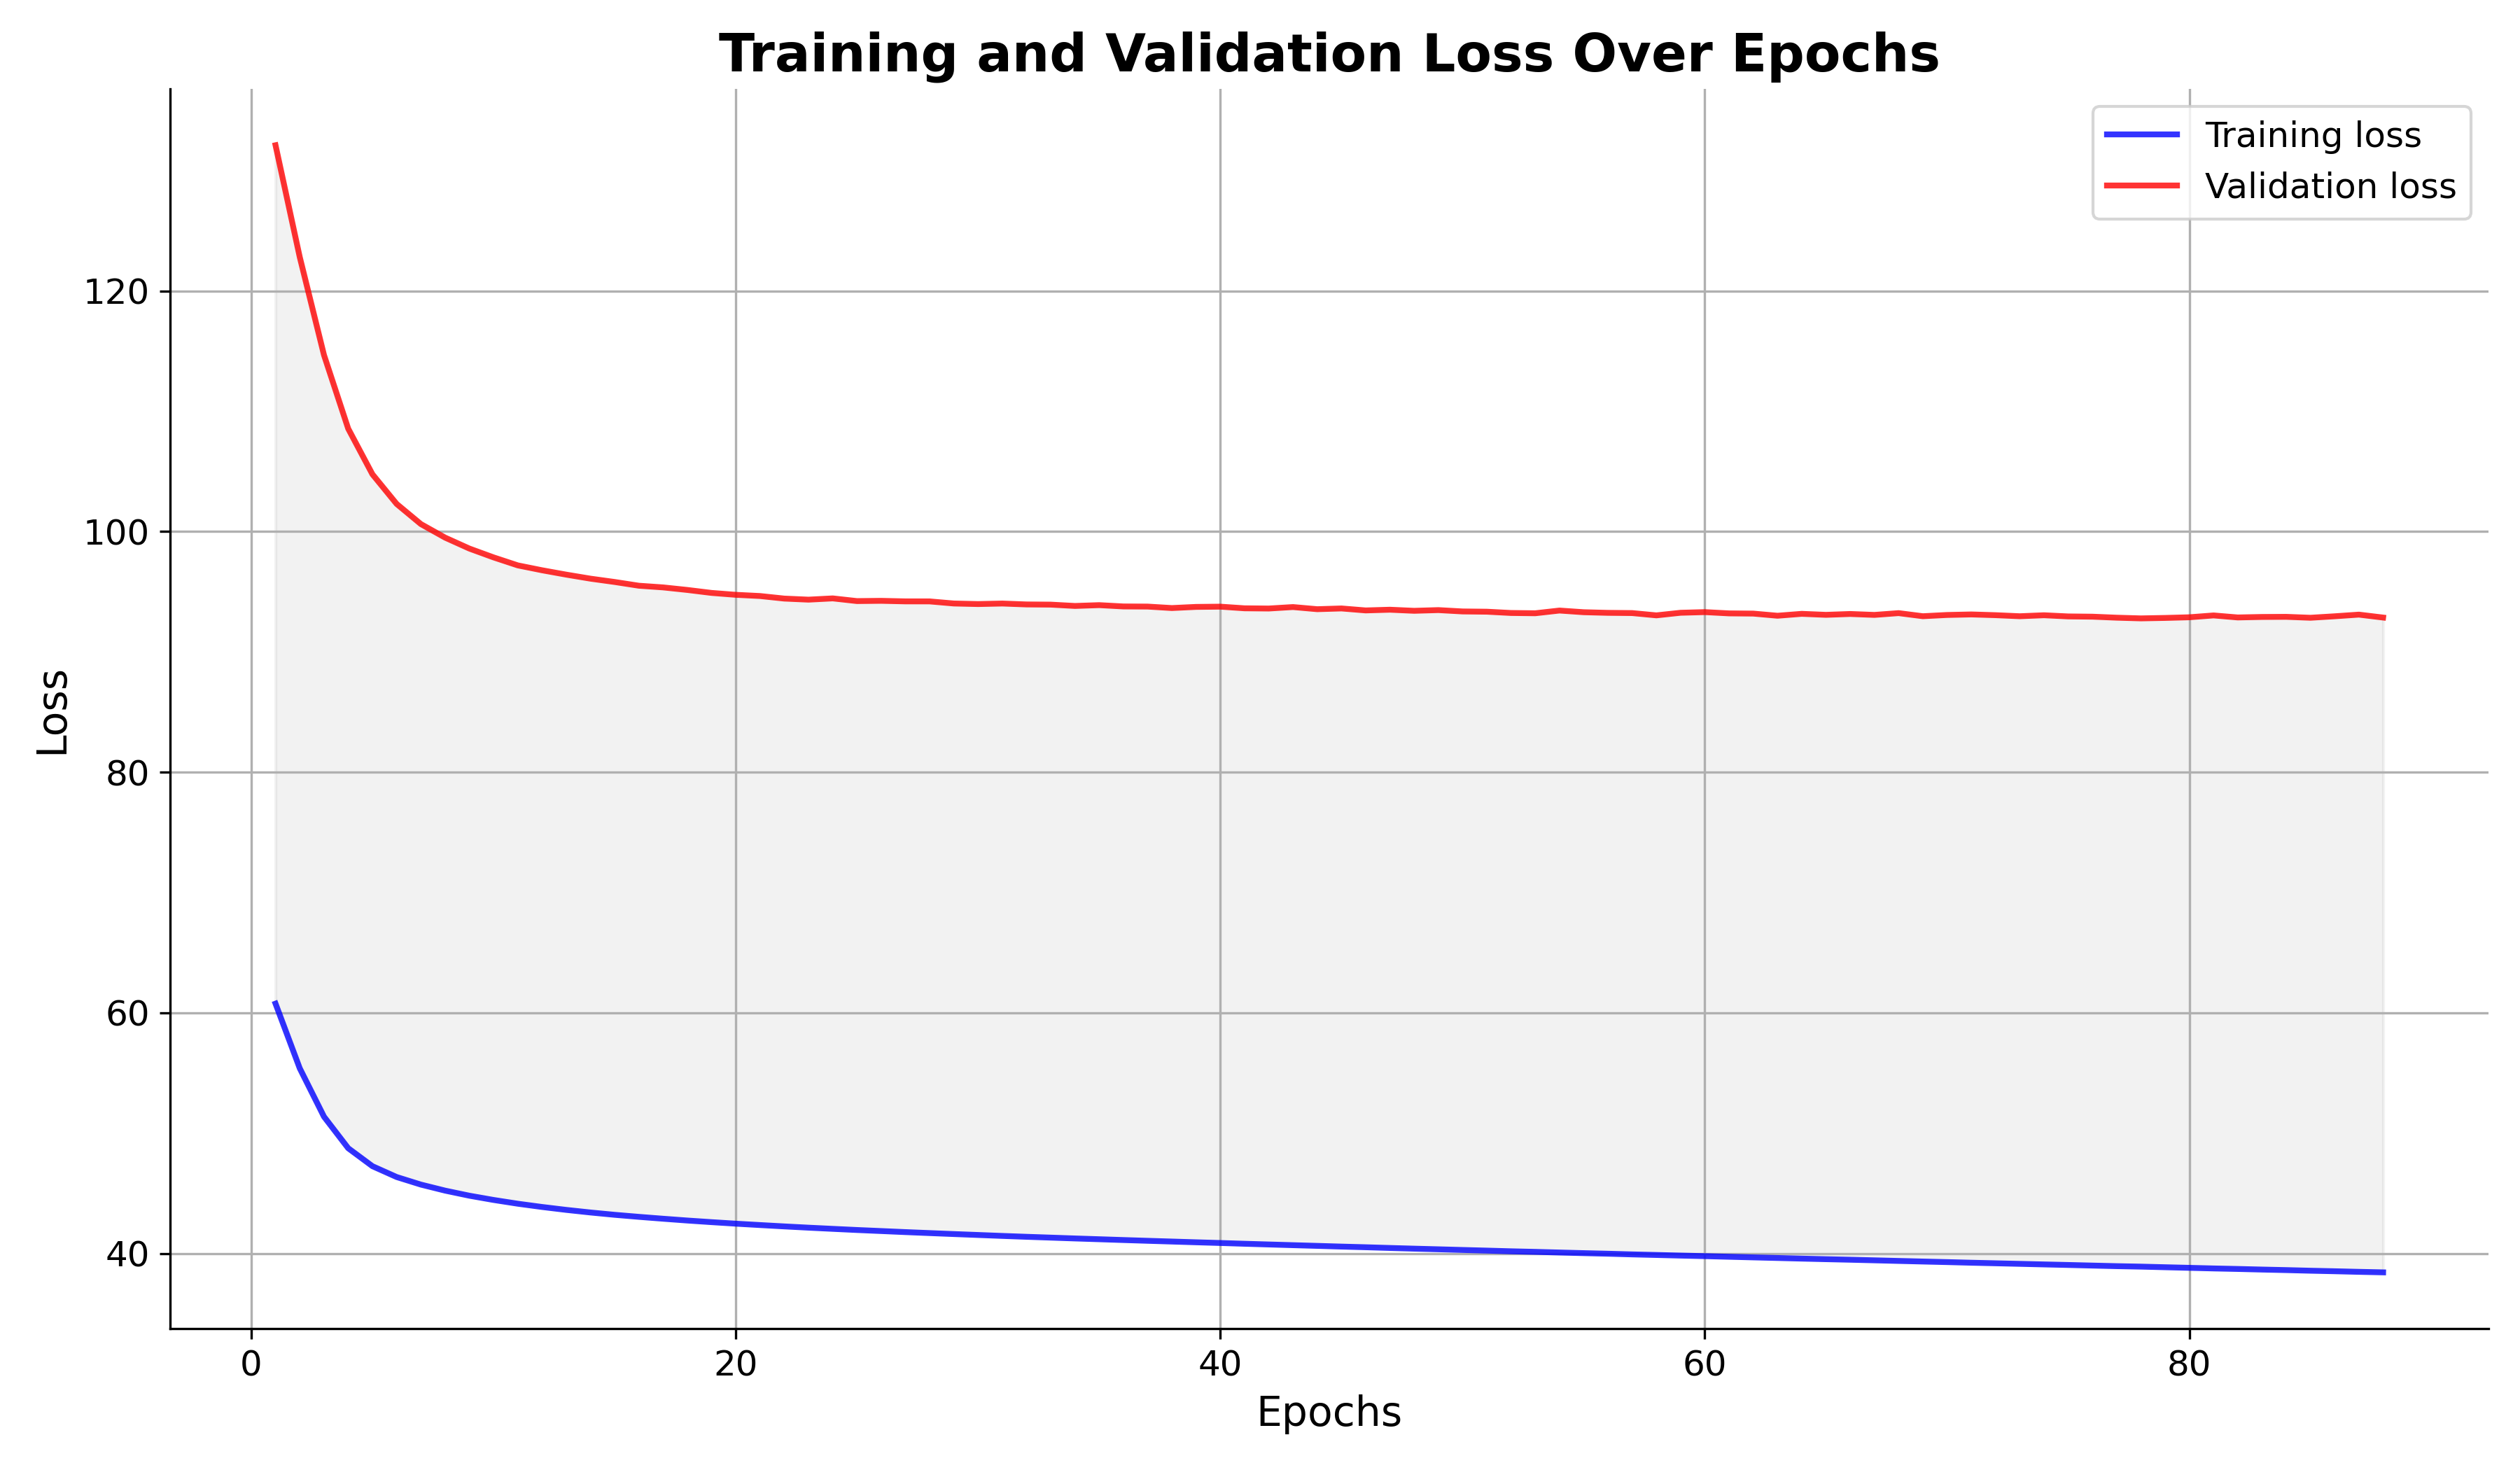 Training and Validation Loss Over Epochs
Training loss
Validation loss
120
100
80
60
40
Loss
0 20 40 60 80
Epochs